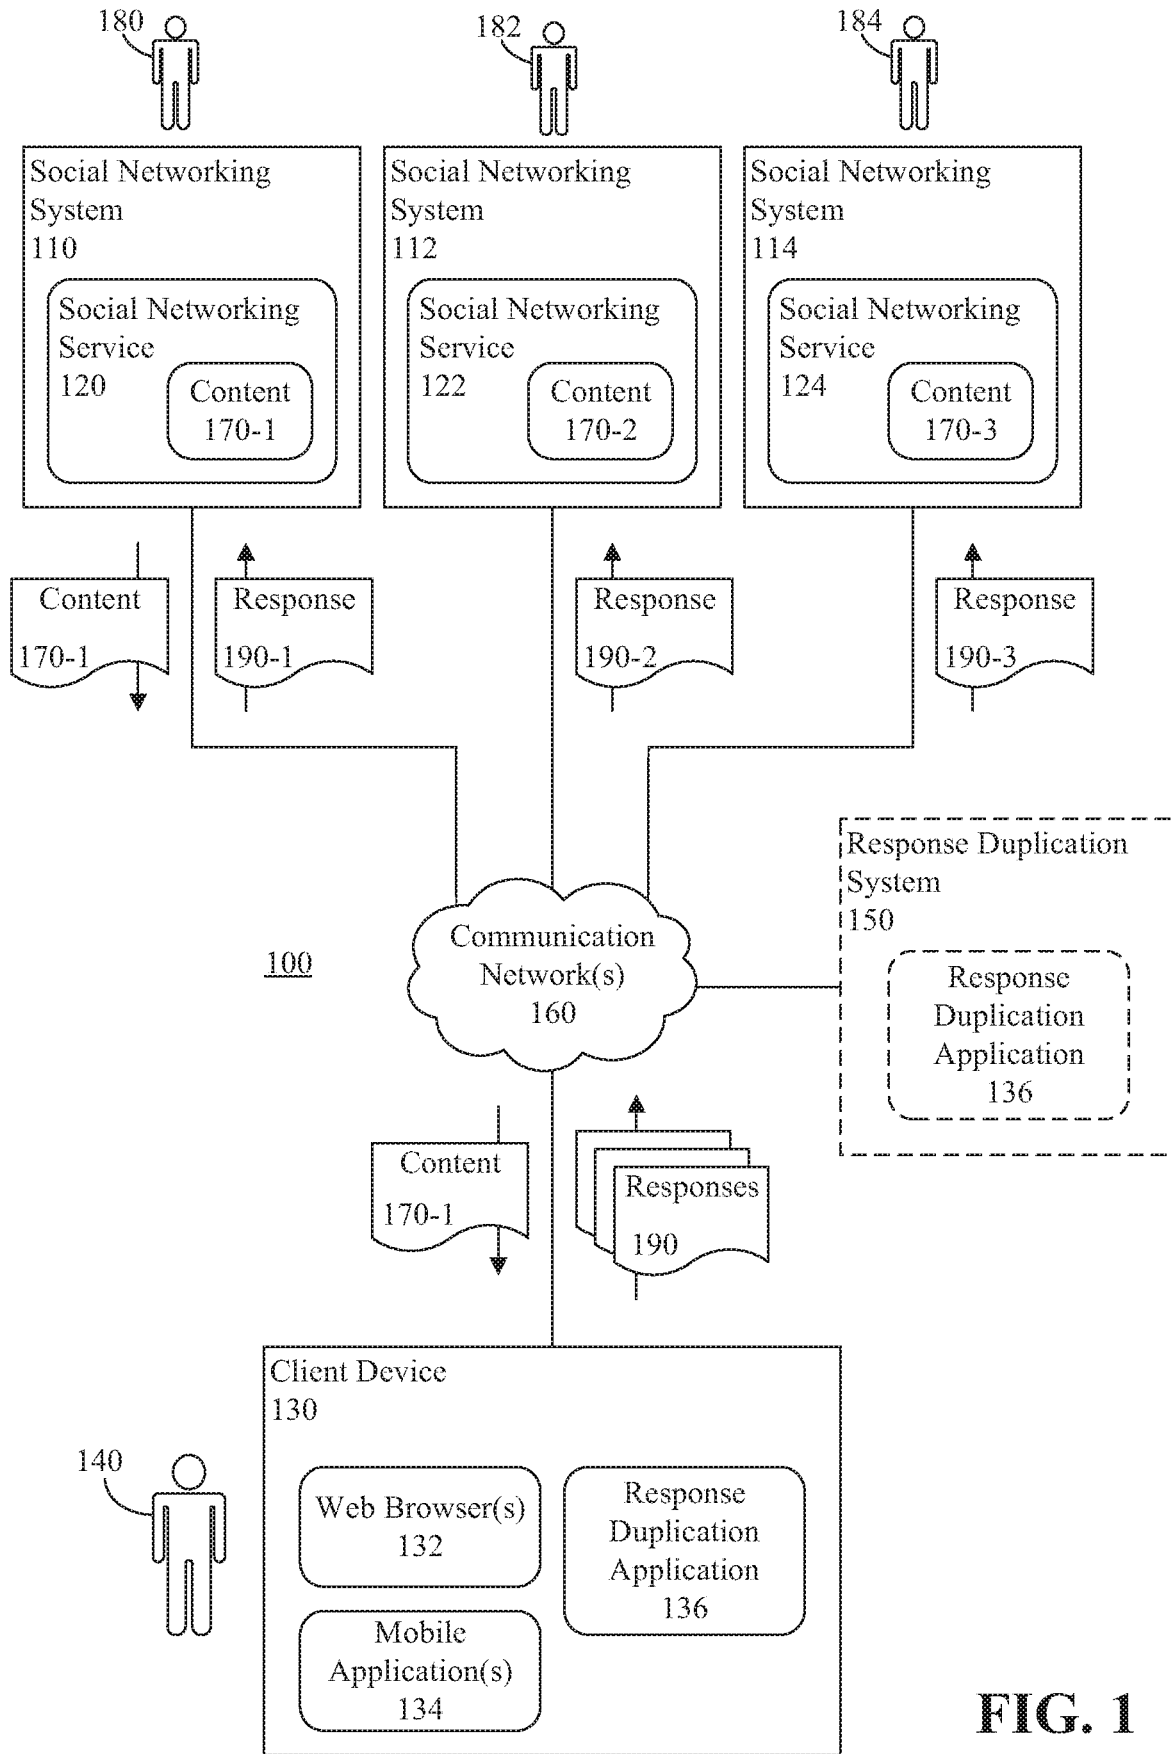 180
182
184
Social Networking
System
110
Social Networking
Service
120
Content
170-1
Social Networking
System
112
Social Networking
Service
122
Content
170-2
Social Networking
System
114
Social Networking
Service
124
Content
170-3
Content
170-1
Response
190-1
Response
190-2
Response
190-3
Response Duplication
System
150
Response
Duplication
Application
136
100
Communication
Network(s)
160
Content
170-1
Responses
190
Client Device
130
140
Web Browser(s)
132
Response
Duplication
Application
136
Mobile
Application(s)
134
FIG. 1